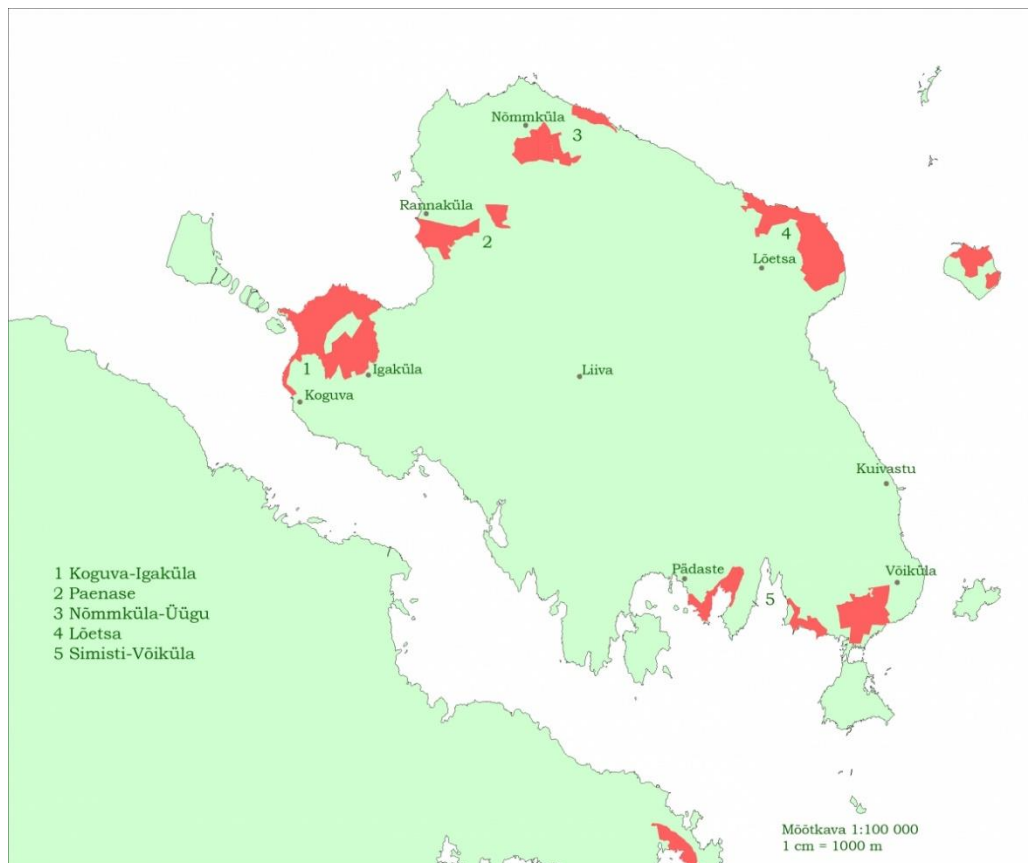 Nõmmküla
3
Rannaküla
2
4
Lõetsa
1
Igaküla
Liiva
Koguva
Kuivastu
Pädaste
Võiküla
5
1 Koguva-Igaküla
2 Paenase
3 Nõmmküla-Üügu
4 Lõetsa
5 Simisti-Võiküla
Mõõtkava 1:100 000
1 cm = 1000 m